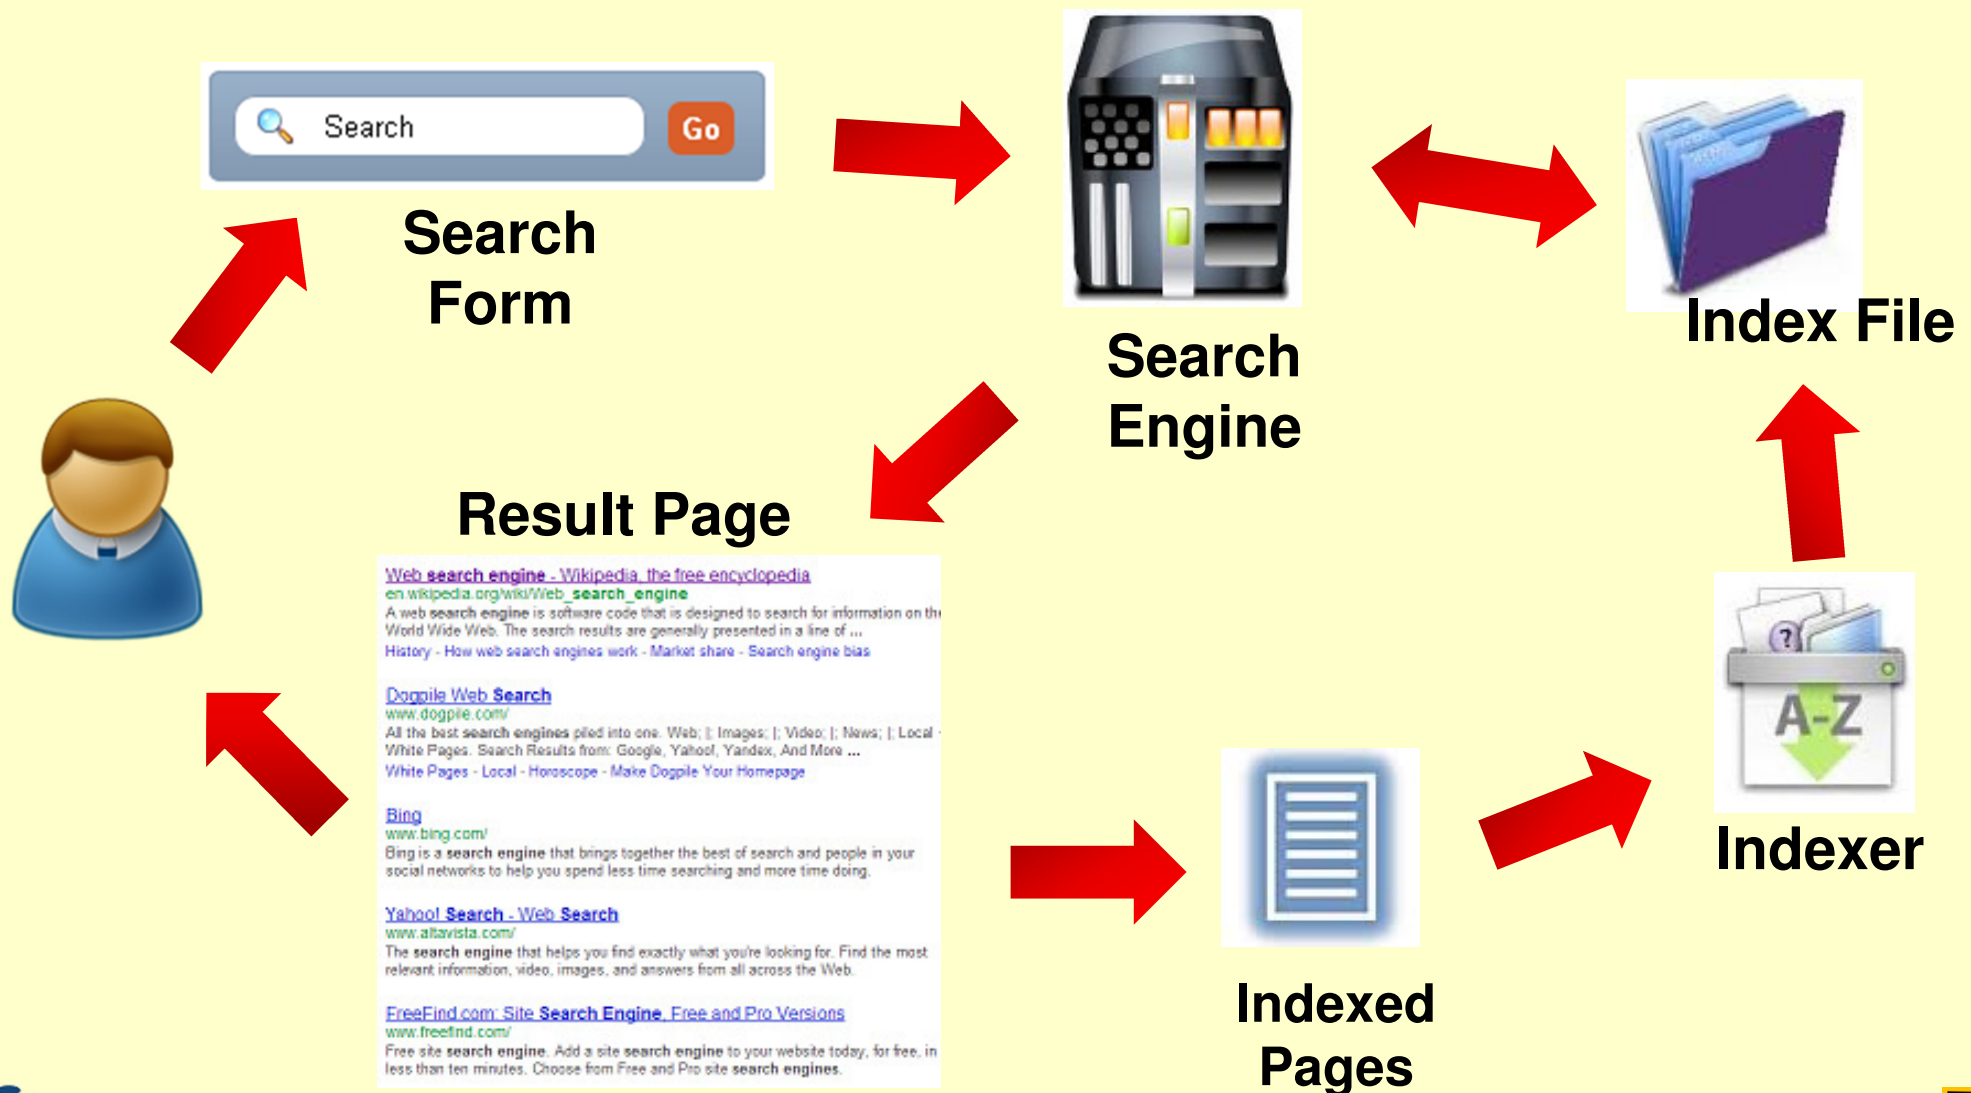 Search
Go
Search
Form
Search
Engine
Index File
Result Page
Web search engine - Wikipedia, the free encyclopedia
en.wikipedia.org/wiki/Web_search_engine
A web search engine is software code that is designed to search for information on the
World Wide Web. The search results are generally presented in a line of ...
History - How web search engines work - Market share - Search engine bias
Dogpile Web Search
www.dogpile.com/
All the best search engines piled into one. Web; |; Images; |; Video; |; News; |; Local
White Pages. Search Results from: Google, Yahoo!, Yandex, And More ...
White Pages - Local - Horoscope - Make Dogpile Your Homepage
Bing
www.bing.com/
Bing is a search engine that brings together the best of search and people in your
social networks to help you spend less time searching and more time doing.
Yahoo! Search - Web Search
www.altavista.com/
The search engine that helps you find exactly what you're looking for. Find the most
relevant information, video, images, and answers from all across the Web.
FreeFind.com: Site Search Engine, Free and Pro Versions
www.freefind.com/
Free site search engine. Add a site search engine to your website today, for free, in
less than ten minutes. Choose from Free and Pro site search engines.
?
A-Z
Indexer
Indexed
Pages